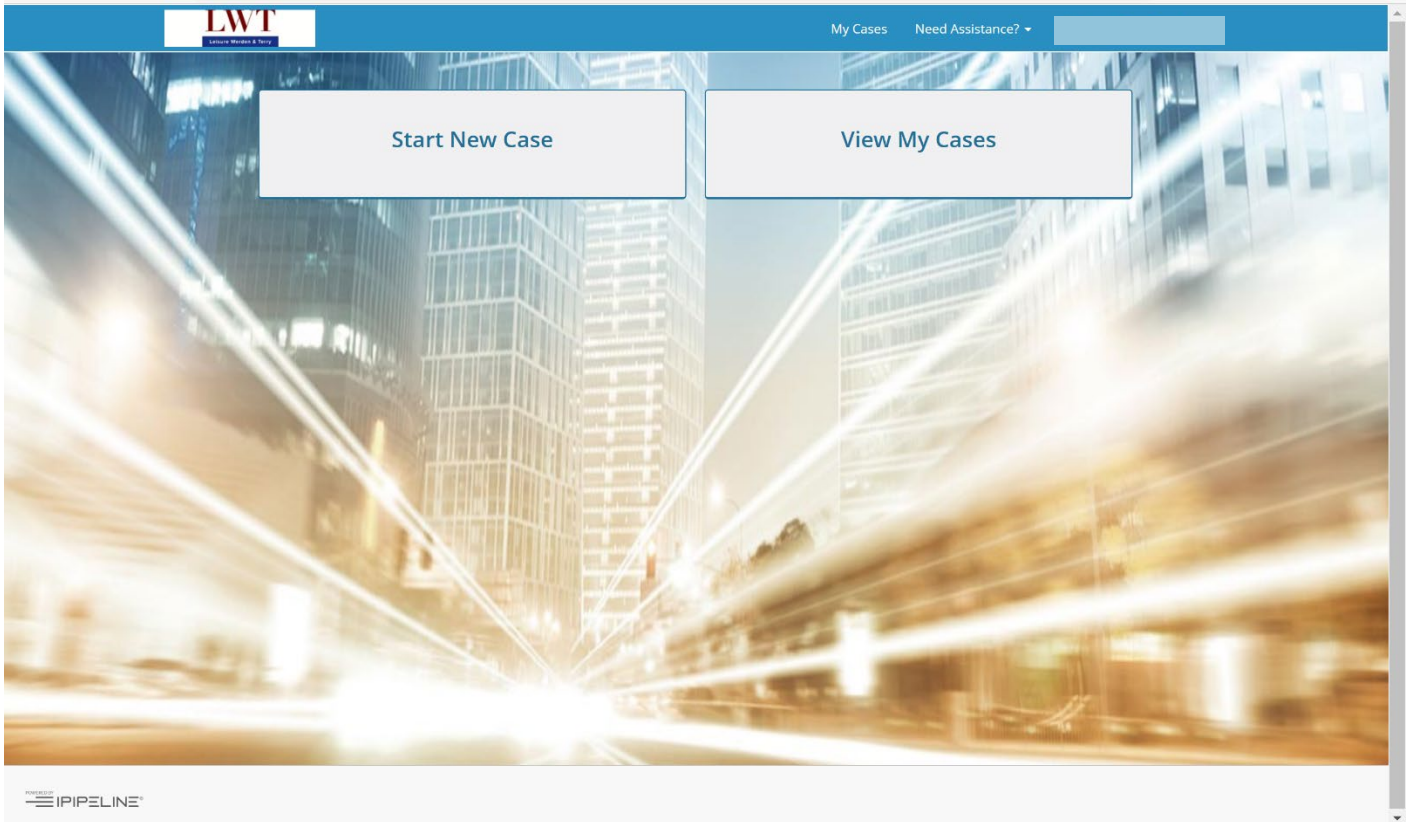 LWT
Leisure Werden & Terry
My Cases
Need Assistance?
Start New Case
View My Cases
POWERED BY
IPIPELINE®